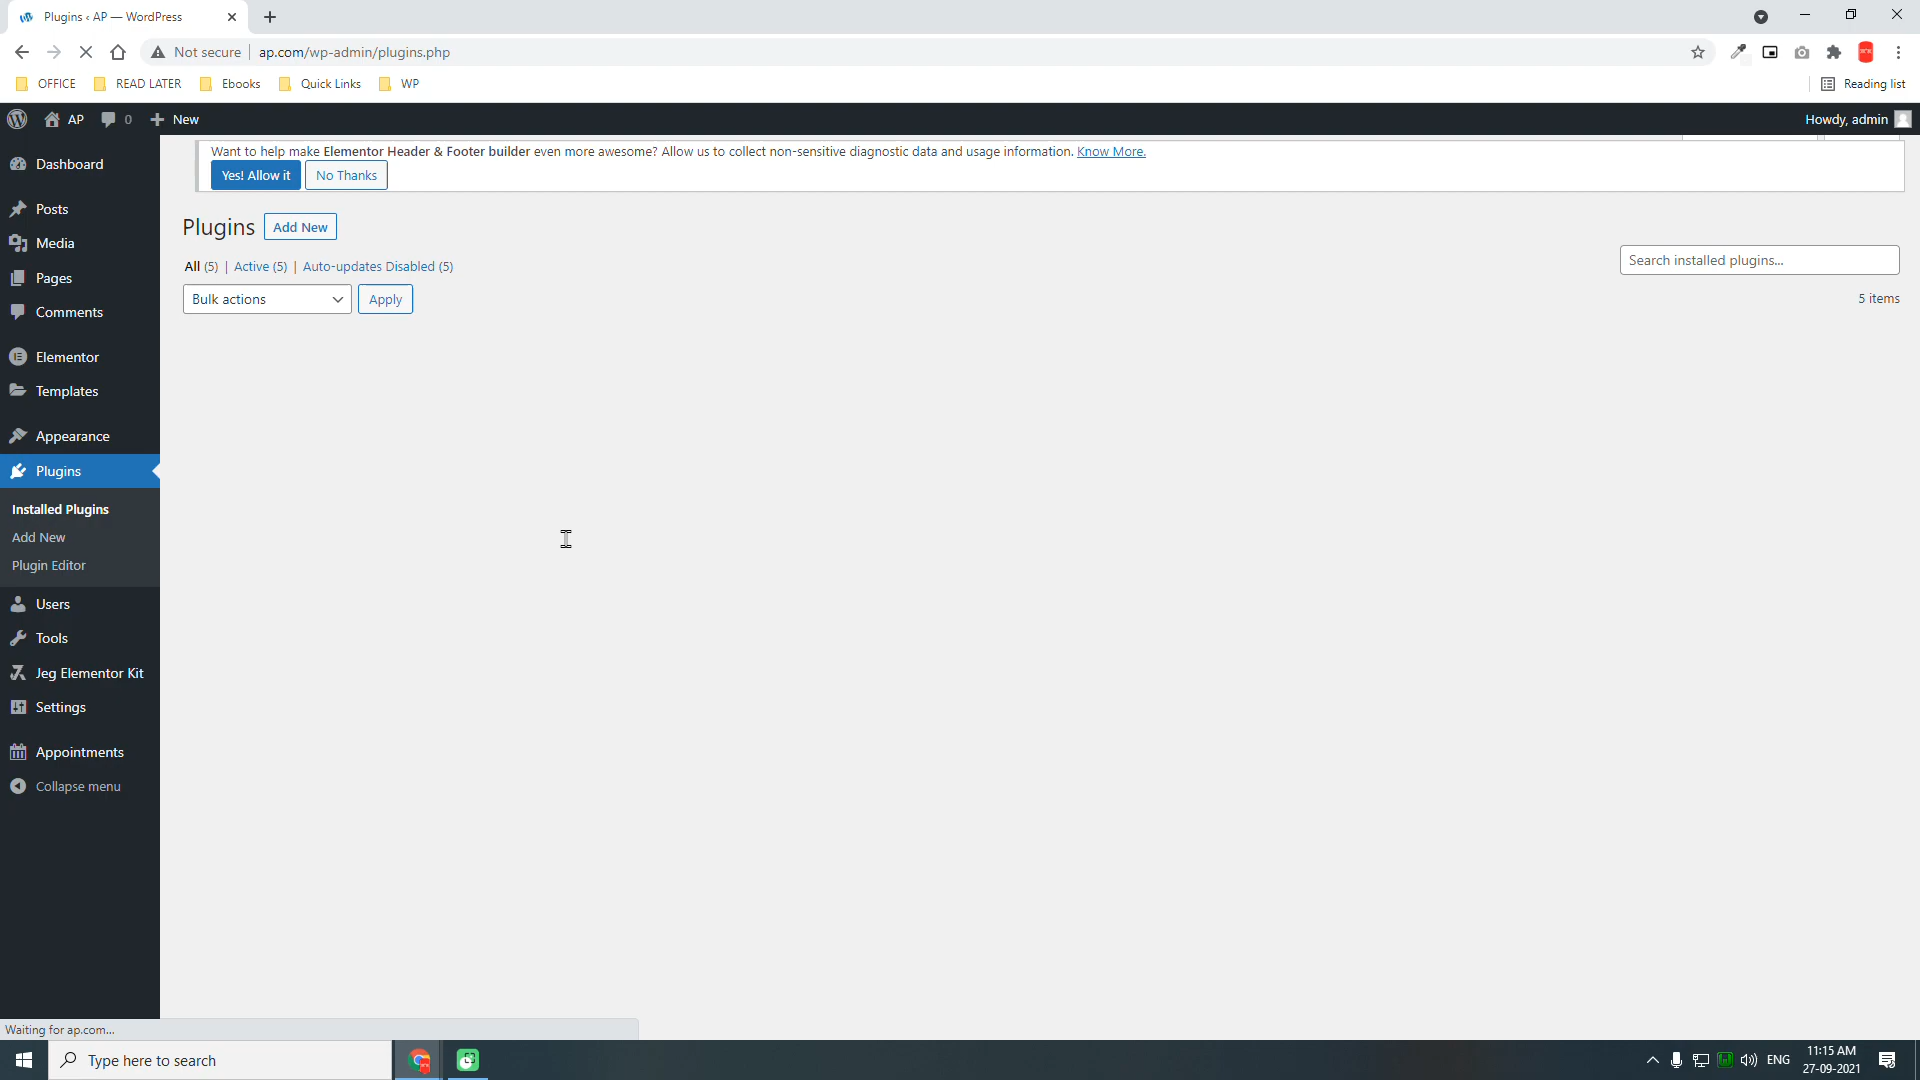 Plugins ‹ AP — WordPress
Not secure
ap.com/wp-admin/plugins.php
OFFICE
READ LATER
Ebooks
Quick Links
WP
Reading list
AP
0
New
Howdy, admin
Dashboard
Posts
Media
Pages
Comments
Elementor
Templates
Appearance
Plugins
Installed Plugins
Add New
Plugin Editor
Users
Tools
Jeg Elementor Kit
Settings
Appointments
Collapse menu
Want to help make Elementor Header & Footer builder even more awesome? Allow us to collect non-sensitive diagnostic data and usage information. Know More.
Yes! Allow it
No Thanks
Plugins
Add New
All (5) | Active (5) | Auto-updates Disabled (5)
Search installed plugins...
Bulk actions
Apply
5 items
Waiting for ap.com...
Type here to search
ENG
11:15 AM
27-09-2021